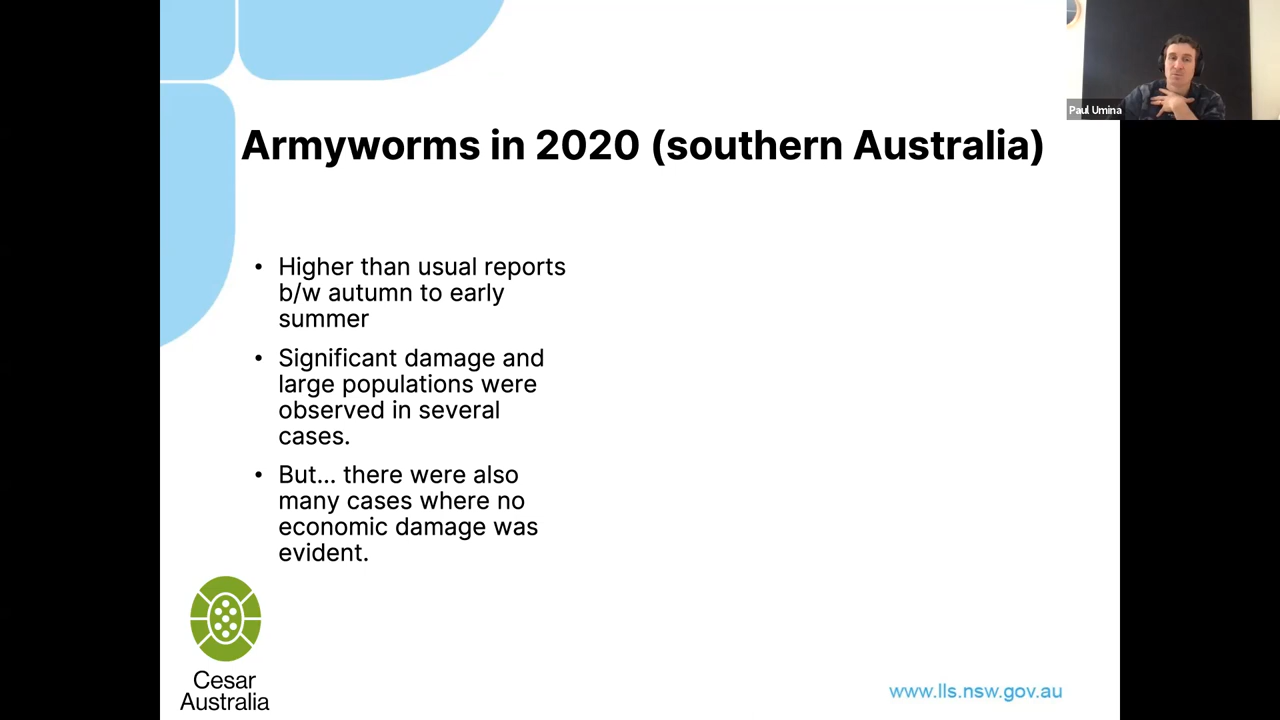 Paul Umina
Armyworms in 2020 (southern Australia)
• Higher than usual reports
b/w autumn to early
summer
• Significant damage and
large populations were
observed in several
cases.
• But... there were also
many cases where no
economic damage was
evident.
Cesar
Australia
www.lls.nsw.gov.au